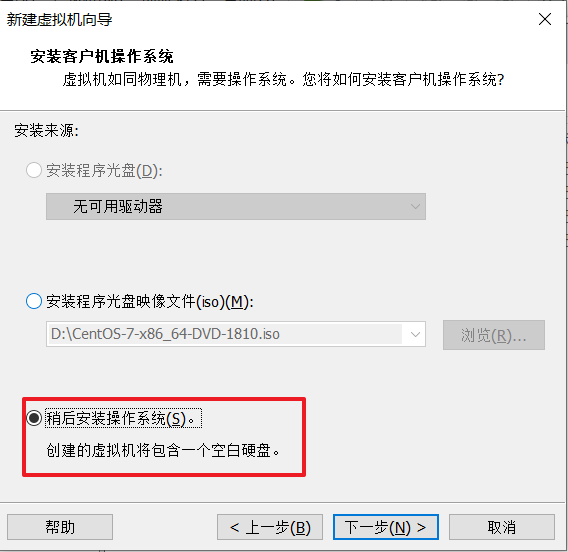 新建虚拟机向导
安装客户机操作系统
虚拟机如同物理机，需要操作系统。您将如何安装客户机操作系统?
安装来源:
安装程序光盘(D):
无可用驱动器
安装程序光盘映像文件(iso)(M):
D:\CentOS-7-x86_64-DVD-1810.iso
浏览(R)...
稍后安装操作系统(S)。
创建的虚拟机将包含一个空白硬盘。
帮助
< 上一步(B)
下一步(N) >
取消